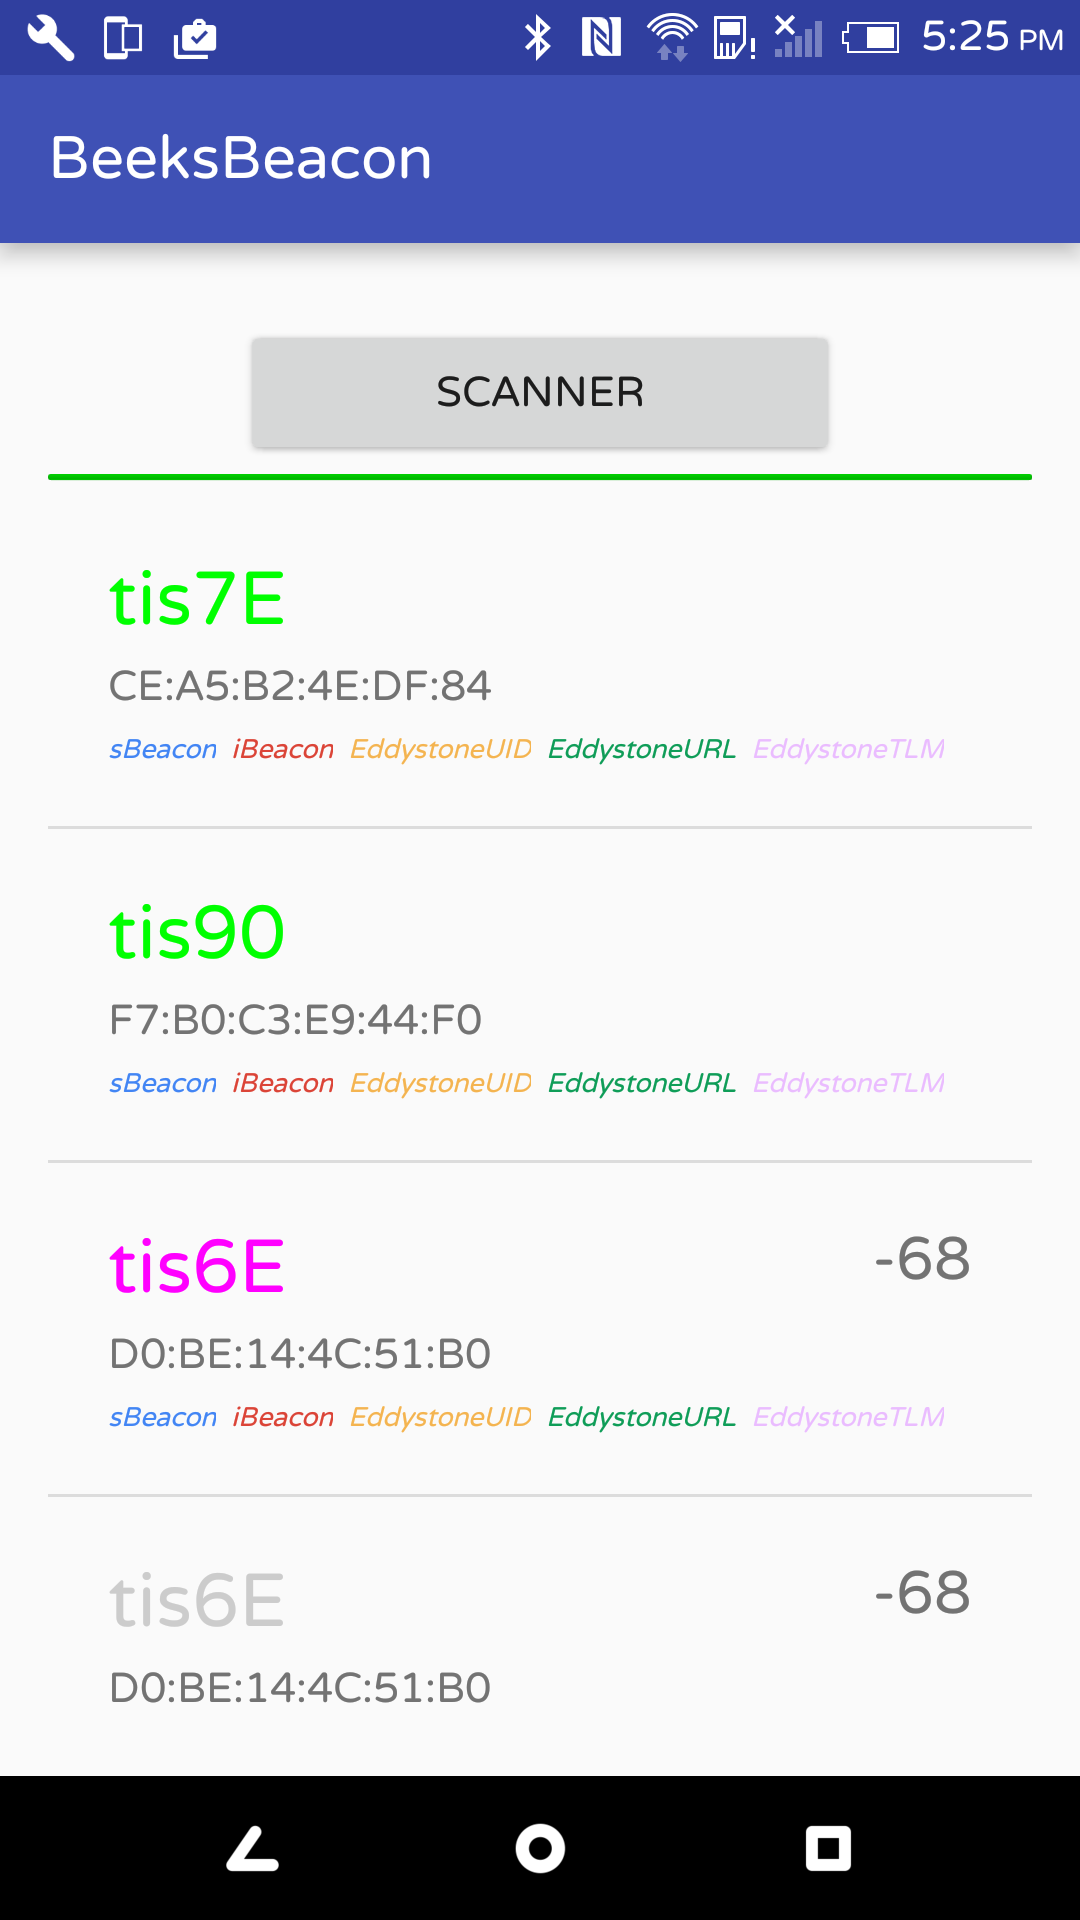 5:25 PM
BeeksBeacon
SCANNER
tis7E
CE:A5:B2:4E:DF:84
sBeacon iBeacon EddystoneUID EddystoneURL EddystoneTLM
tis90
F7:B0:C3:E9:44:F0
sBeacon iBeacon EddystoneUID EddystoneURL EddystoneTLM
tis6E -68
D0:BE:14:4C:51:B0
sBeacon iBeacon EddystoneUID EddystoneURL EddystoneTLM
tis6E -68
D0:BE:14:4C:51:B0